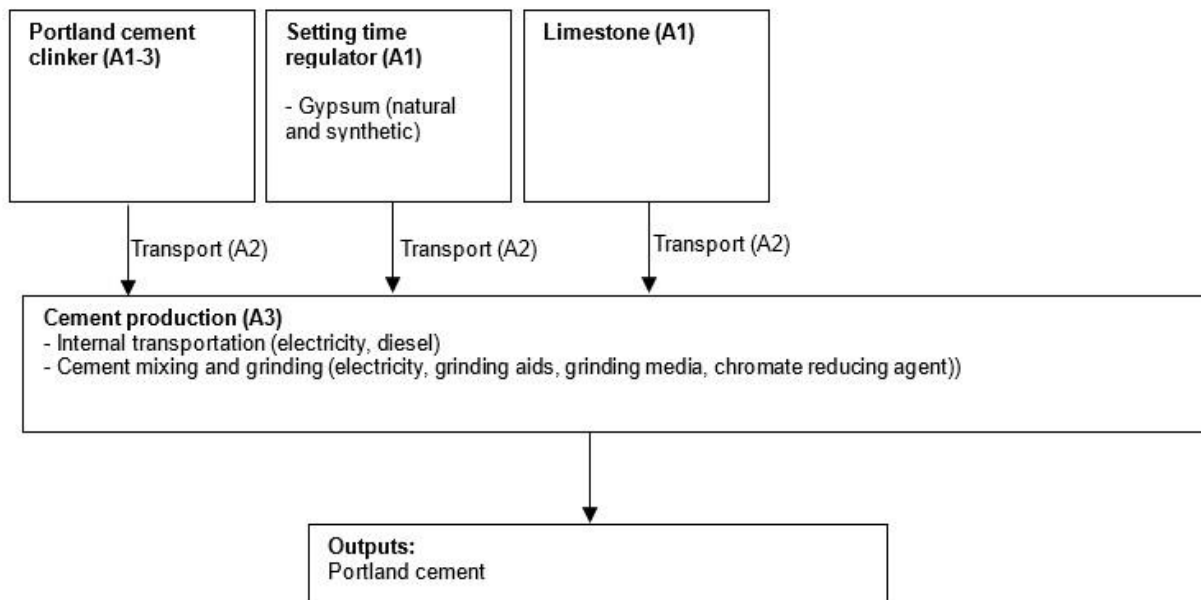 Portland cement
clinker (A1-3)
Setting time
regulator (A1)
- Gypsum (natural
and synthetic)
Limestone (A1)
Transport (A2)
Transport (A2)
Transport (A2)
Cement production (A3)
- Internal transportation (electricity, diesel)
- Cement mixing and grinding (electricity, grinding aids, grinding media, chromate reducing agent))
Outputs:
Portland cement